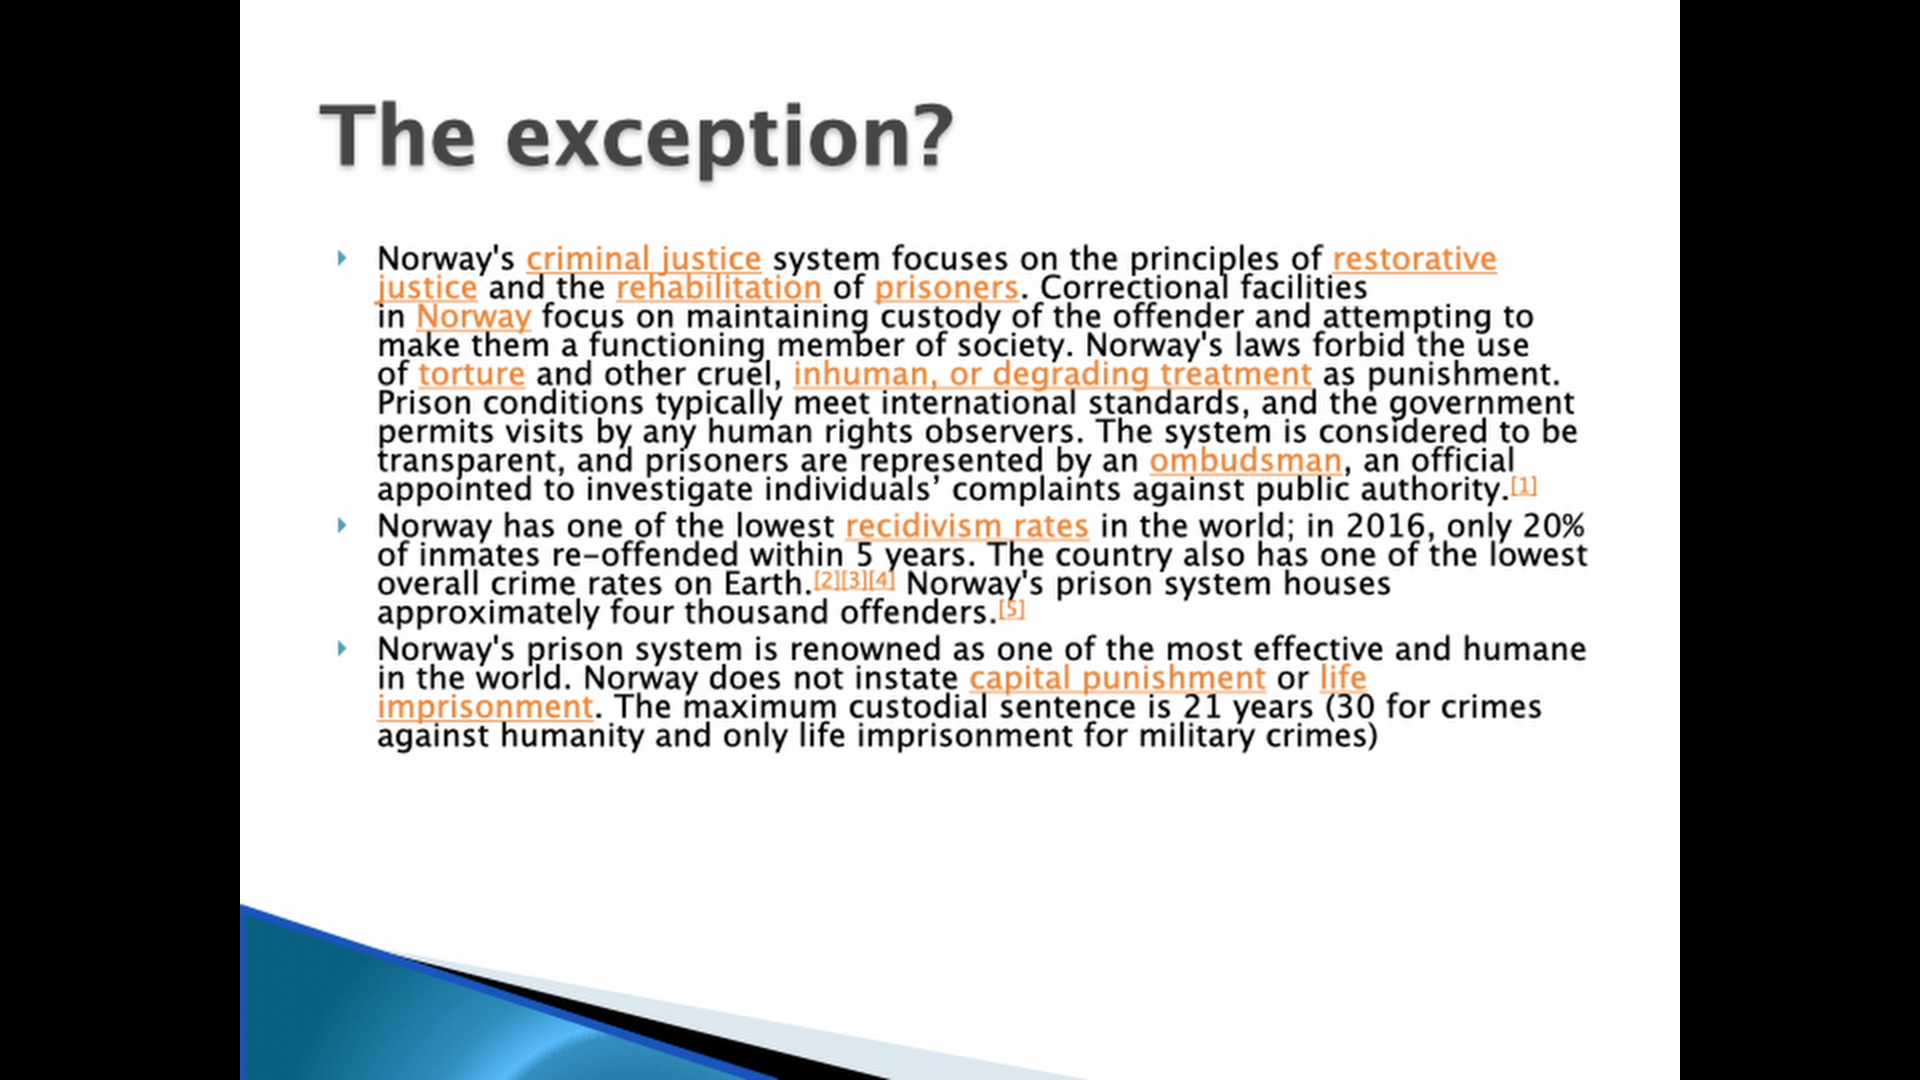 The exception?
Norway's criminal justice system focuses on the principles of restorative
justice and the rehabilitation of prisoners. Correctional facilities
in Norway focus on maintaining custody of the offender and attempting to
make them a functioning member of society. Norway's laws forbid the use
of torture and other cruel, inhuman, or degrading treatment as punishment.
Prison conditions typically meet international standards, and the government
permits visits by any human rights observers. The system is considered to be
transparent, and prisoners are represented by an ombudsman, an official
appointed to investigate individuals’ complaints against public authority.[1]
Norway has one of the lowest recidivism rates in the world; in 2016, only 20%
of inmates re-offended within 5 years. The country also has one of the lowest
overall crime rates on Earth.[2][3][4] Norway's prison system houses
approximately four thousand offenders.[5]
Norway's prison system is renowned as one of the most effective and humane
in the world. Norway does not instate capital punishment or life
imprisonment. The maximum custodial sentence is 21 years (30 for crimes
against humanity and only life imprisonment for military crimes)